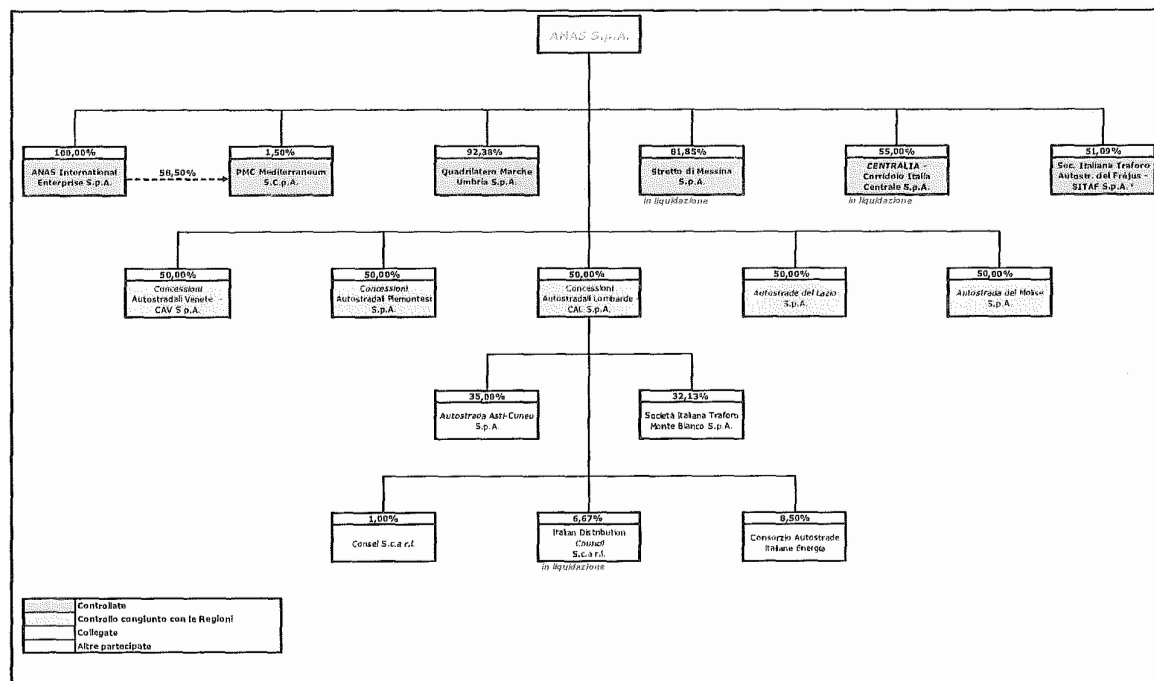 ANAS S.p.A.
100,00%
ANAS International
Enterprise S.p.A.
58,50%
1,50%
PMC Mediterraneum
S.C.p.A.
92,38%
Quadrilatero Marche
Umbria S.p.A.
81,85%
Stretto di Messina
S.p.A.
in liquidazione
55,00%
CENTRALIA -
Corridoio Italia
Centrale S.p.A.
in liquidazione
51,09%
Soc. Italiana Traforo
Autostr. del Fréjus -
SITAF S.p.A. *
50,00%
Concessioni
Autostradali Venete -
CAV S.p.A.
50,00%
Concessioni
Autostradali Piemontesi
S.p.A.
50,00%
Concessioni
Autostradali Lombarde
CAL S.p.A.
50,00%
Autostrade del Lazio
S.p.A.
50,00%
Autostrada del Molise
S.p.A.
35,00%
Autostrada Asti-Cuneo
S.p.A.
32,13%
Società Italiana Traforo
Monte Bianco S.p.A.
1,00%
Consel S.c.a r.l.
6,67%
Italian Distribution
Council
S.c.a r.l.
in liquidazione
8,50%
Consorzio Autostrade
Italiane Energia
Controllate
Controllo congiunto con le Regioni
Collegate
Altre partecipate